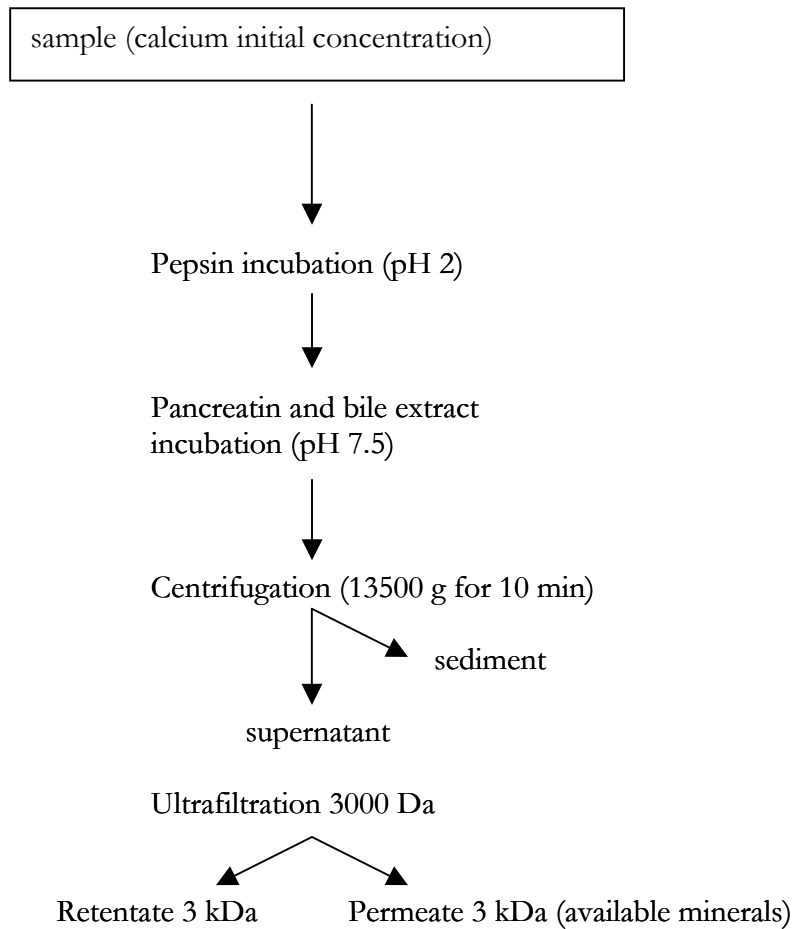 sample (calcium initial concentration)
Pepsin incubation (pH 2)
Pancreatin and bile extract
incubation (pH 7.5)
Centrifugation (13500 g for 10 min)
sediment
supernatant
Ultrafiltration 3000 Da
Retentate 3 kDa
Permeate 3 kDa (available minerals)